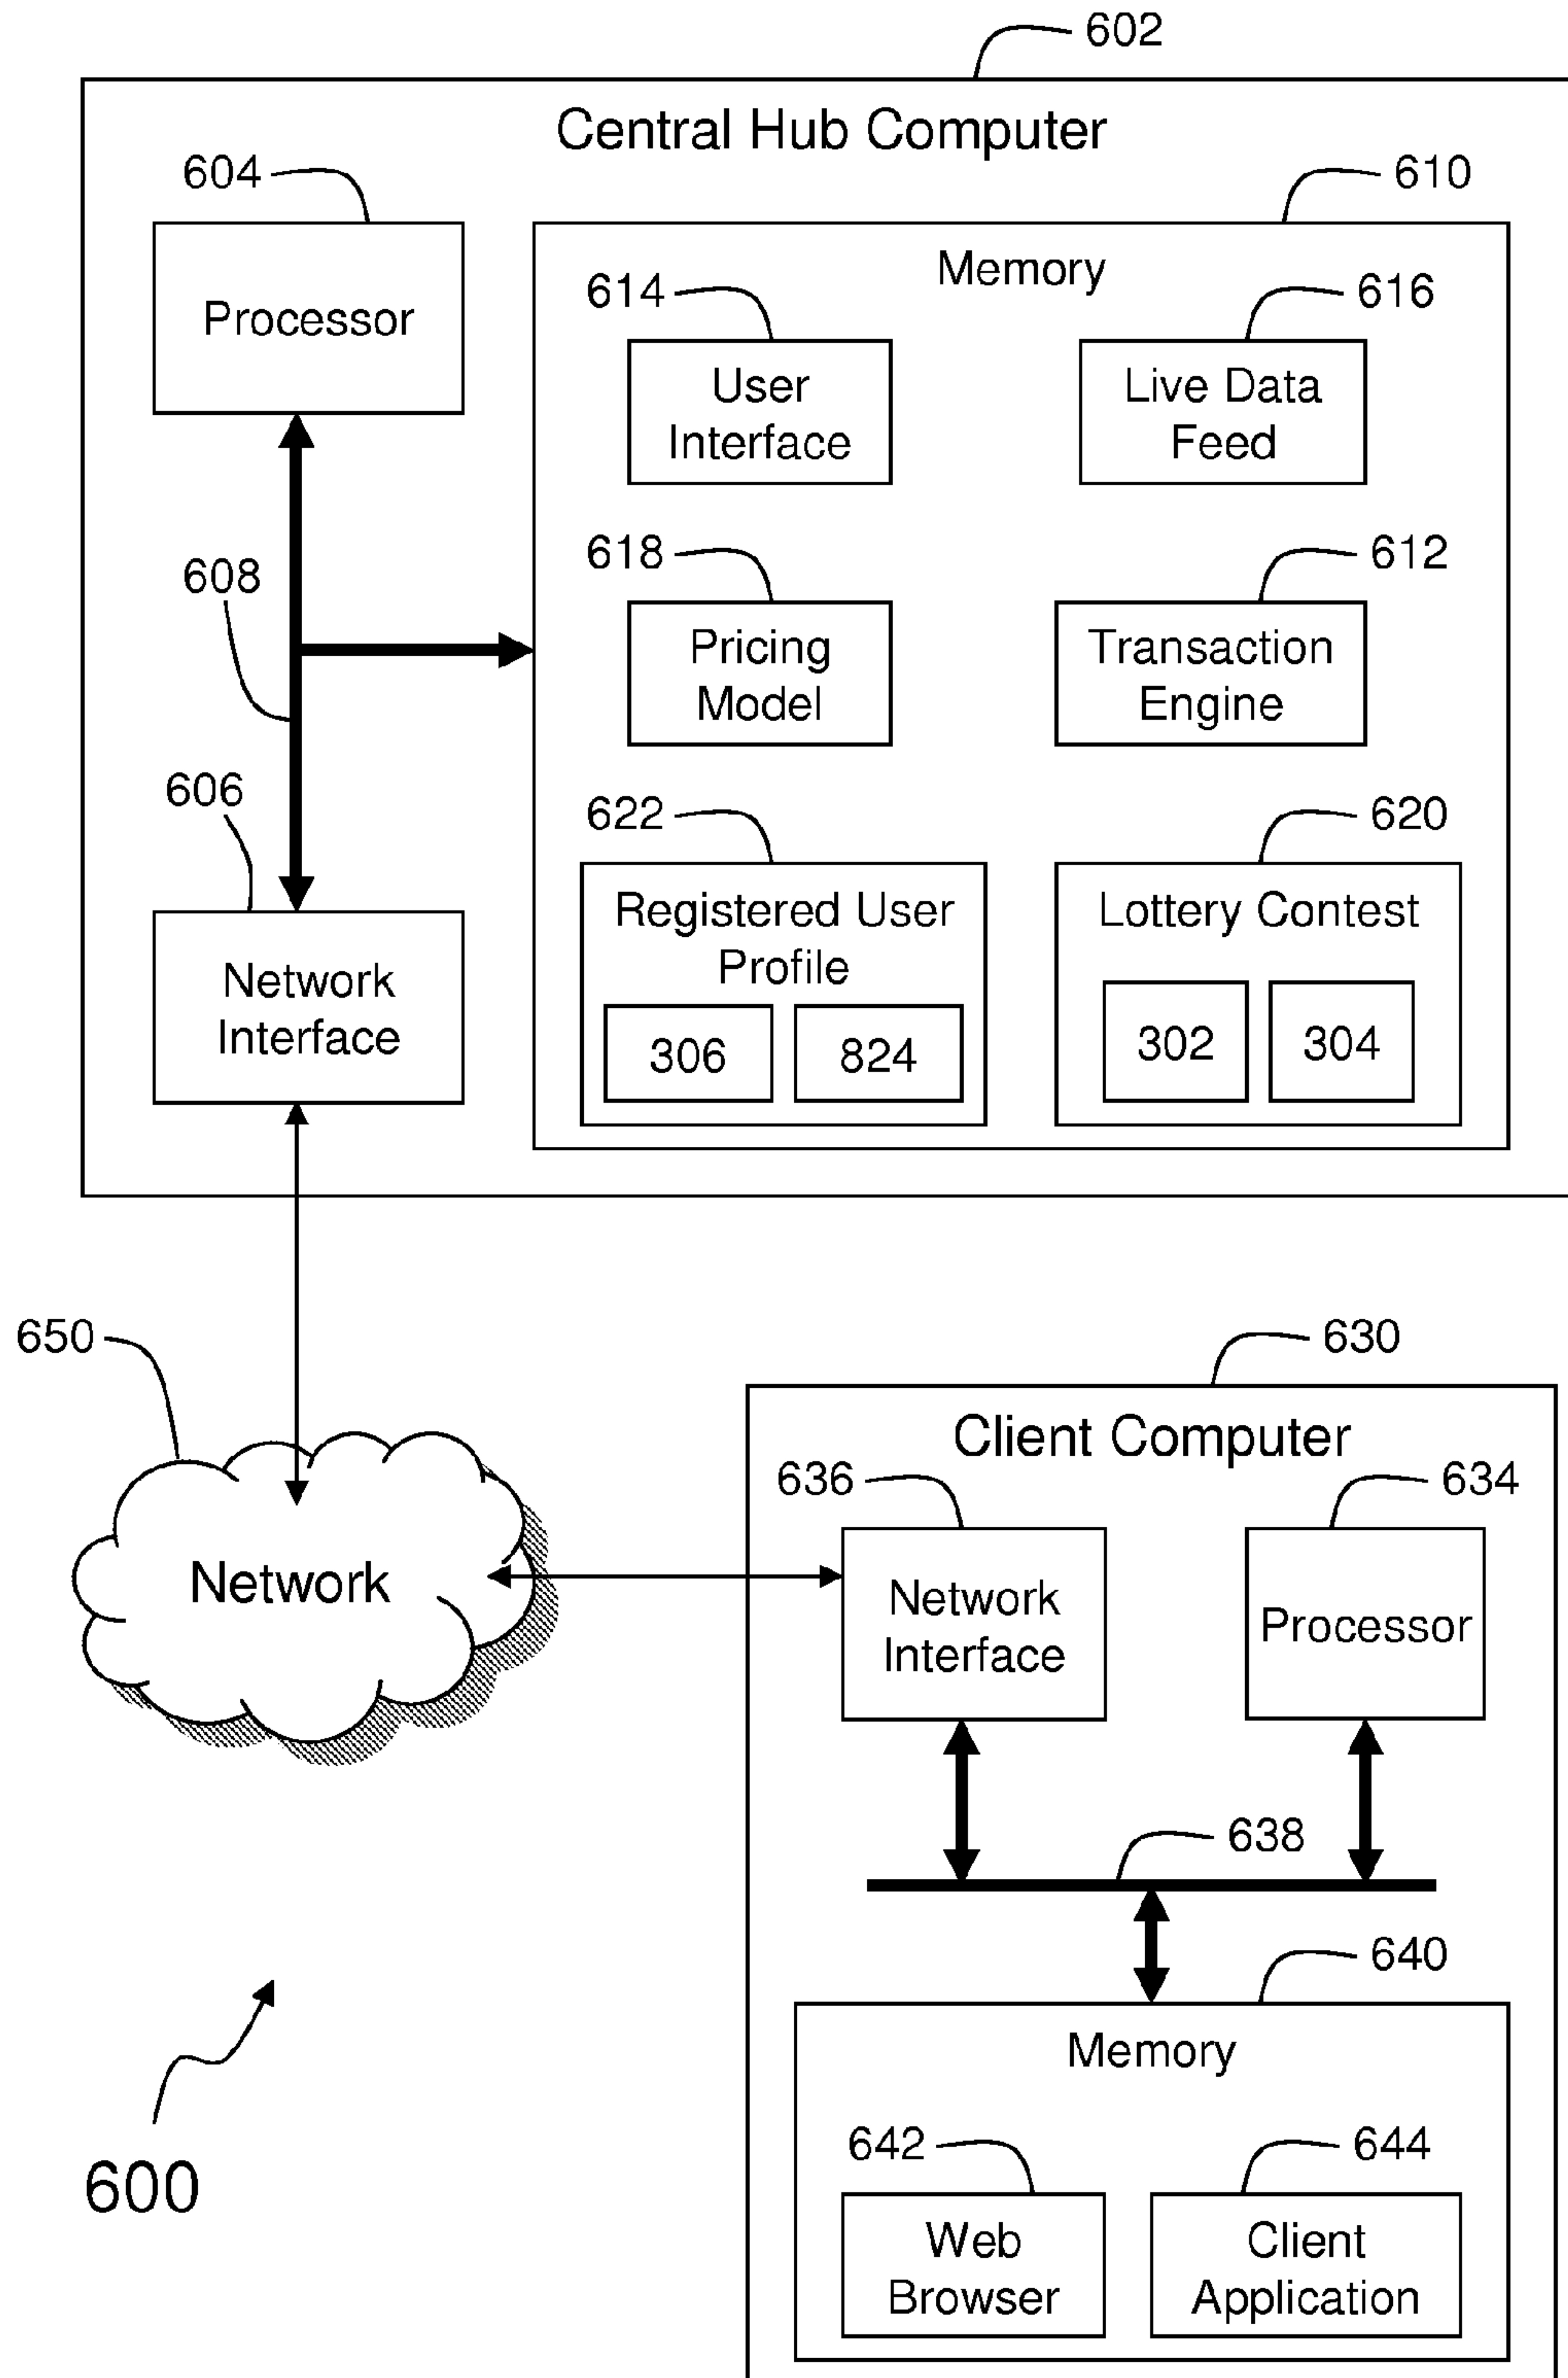 602
Central Hub Computer
604
610
Processor
Memory
614
616
User
Interface
Live Data
Feed
608
618
612
Pricing
Model
Transaction
Engine
606
622
620
Network
Interface
Registered User
Profile
306
824
Lottery Contest
302
304
650
Network
630
Client Computer
636
634
Network
Interface
Processor
638
640
Memory
642
644
Web
Browser
Client
Application
600